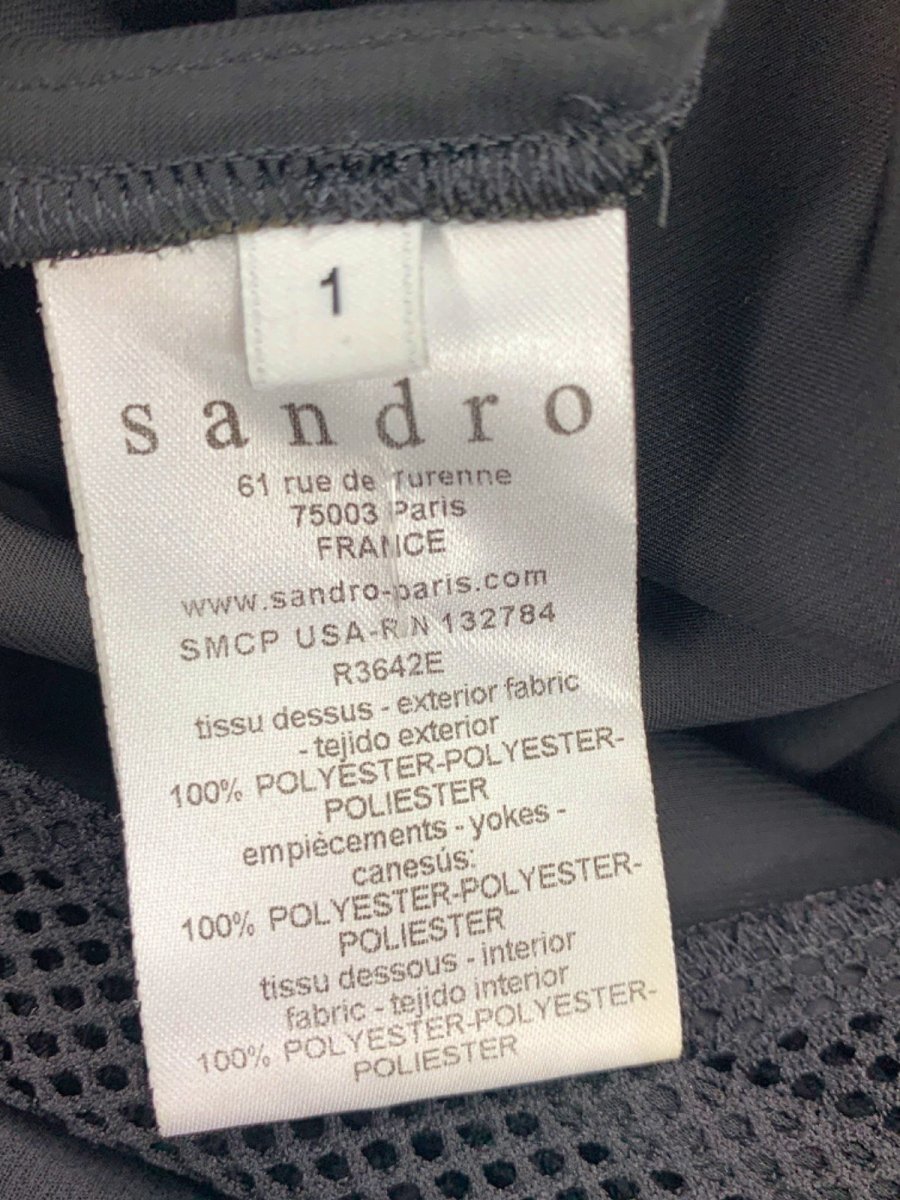 1
sandro
61 rue de Turenne
75003 Paris
FRANCE
www.sandro-paris.com
SMCP USA-RN 132784
R3642E
tissu dessus - exterior fabric
- tejido exterior
100% POLYESTER-POLYESTER-
POLIESTER
empiècements - yokes -
canesús:
100% POLYESTER-POLYESTER-
POLIESTER
tissu dessous - interior
fabric - tejido interior
100% POLYESTER-POLYESTER-
POLIESTER